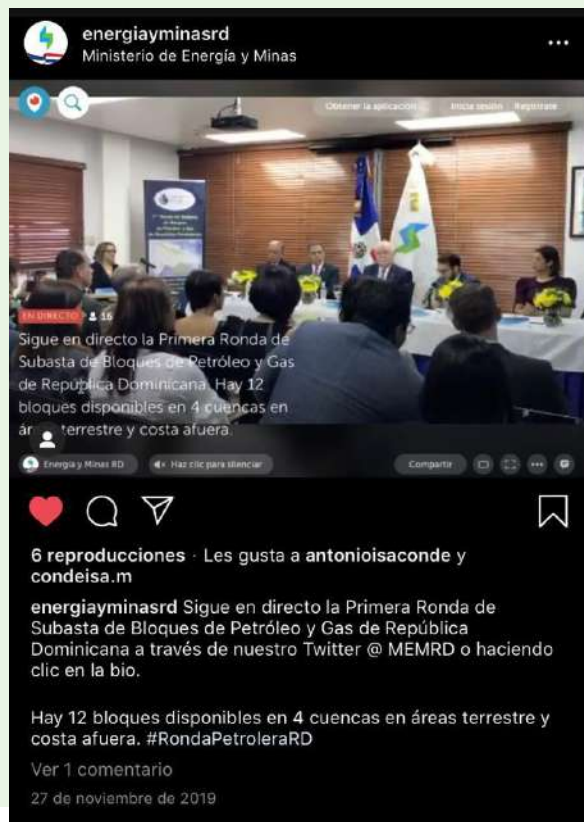 energiayminasrd
Ministerio de Energía y Minas
Obtener la aplicación
Inicia sesión
Regístrate
EN DIRECTO 16
Sigue en directo la Primera Ronda de
Subasta de Bloques de Petróleo y Gas
de República Dominicana. Hay 12
bloques disponibles en 4 cuencas en
terrestre y costa afuera.
Energía y Minas RD
Haz clic para silenciar
Compartir
6 reproducciones · Les gusta a antonioisaconde y
condeisa.m
energiayminasrd Sigue en directo la Primera Ronda de
Subasta de Bloques de Petróleo y Gas de República
Dominicana a través de nuestro Twitter @ MEMRD o haciendo
clic en la bio.
Hay 12 bloques disponibles en 4 cuencas en áreas terrestre y
costa afuera. #RondaPetroleraRD
Ver 1 comentario
27 de noviembre de 2019